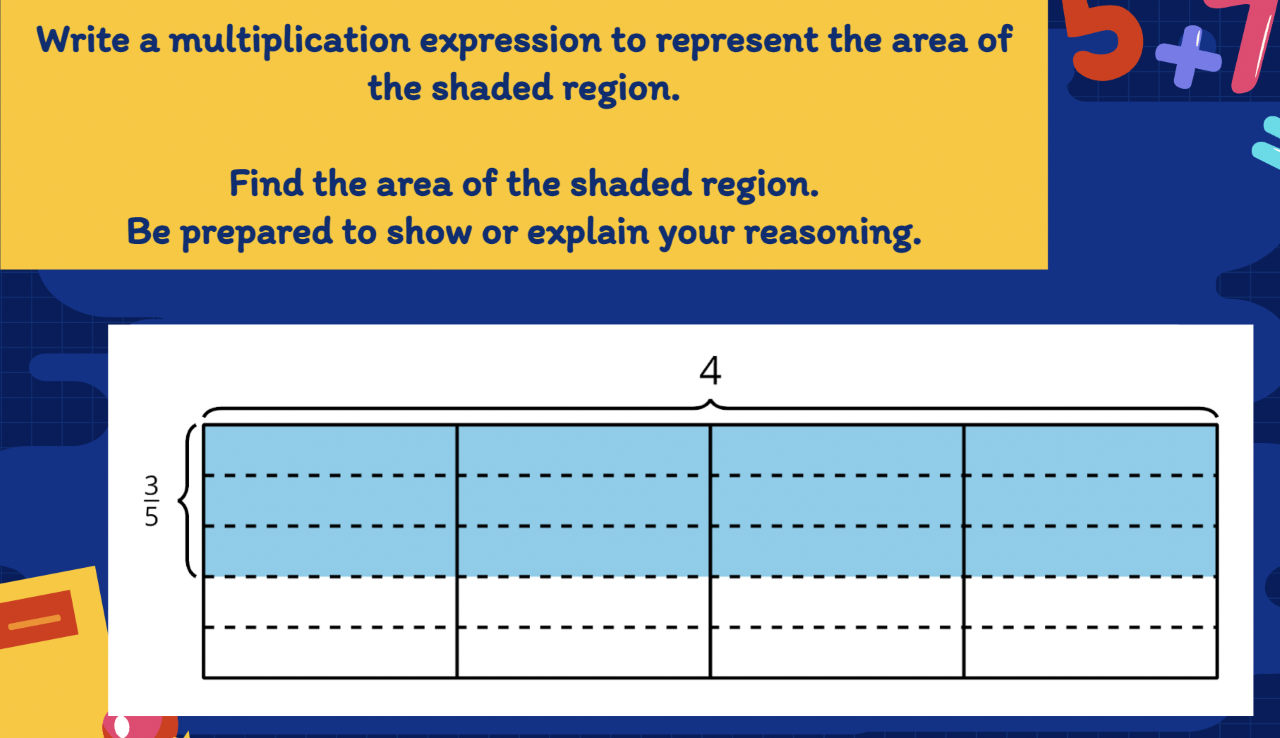 Write a multiplication expression to represent the area of
the shaded region.
Find the area of the shaded region.
Be prepared to show or explain your reasoning.
5+7
4
3
5